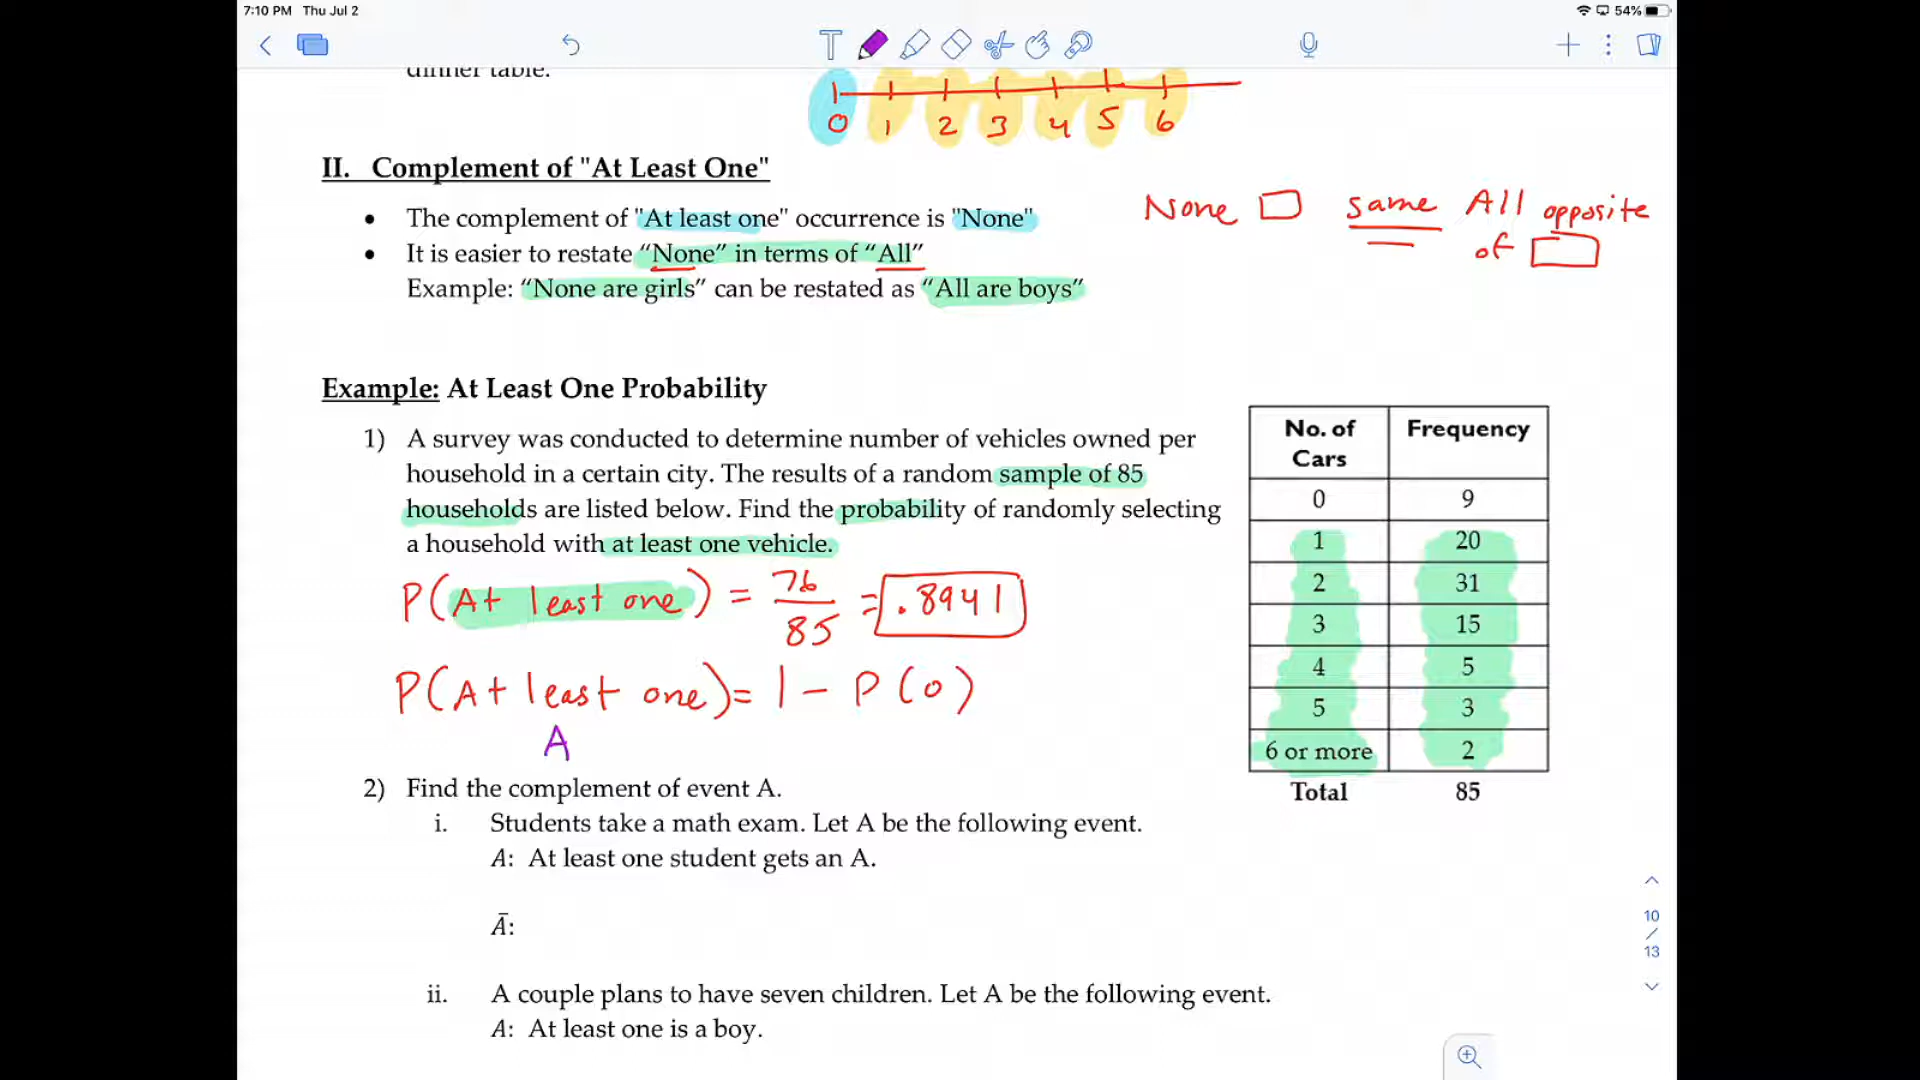 7:10 PM Thu Jul 2
54%
dinner table.
0 1 2 3 4 5 6
II. Complement of "At Least One"
• The complement of "At least one" occurrence is "None"
None same All opposite
of
• It is easier to restate “None” in terms of “All”
Example: “None are girls” can be restated as “All are boys”
Example: At Least One Probability
1) A survey was conducted to determine number of vehicles owned per
household in a certain city. The results of a random sample of 85
households are listed below. Find the probability of randomly selecting
a household with at least one vehicle.
P(At least one) = 76/85 = .8941
P(At least one) = 1 - P(0)
A
No. of Cars Frequency
0 9
1 20
2 31
3 15
4 5
5 3
6 or more 2
Total 85
2) Find the complement of event A.
i. Students take a math exam. Let A be the following event.
A: At least one student gets an A.
Ā:
ii. A couple plans to have seven children. Let A be the following event.
A: At least one is a boy.
10
/
13